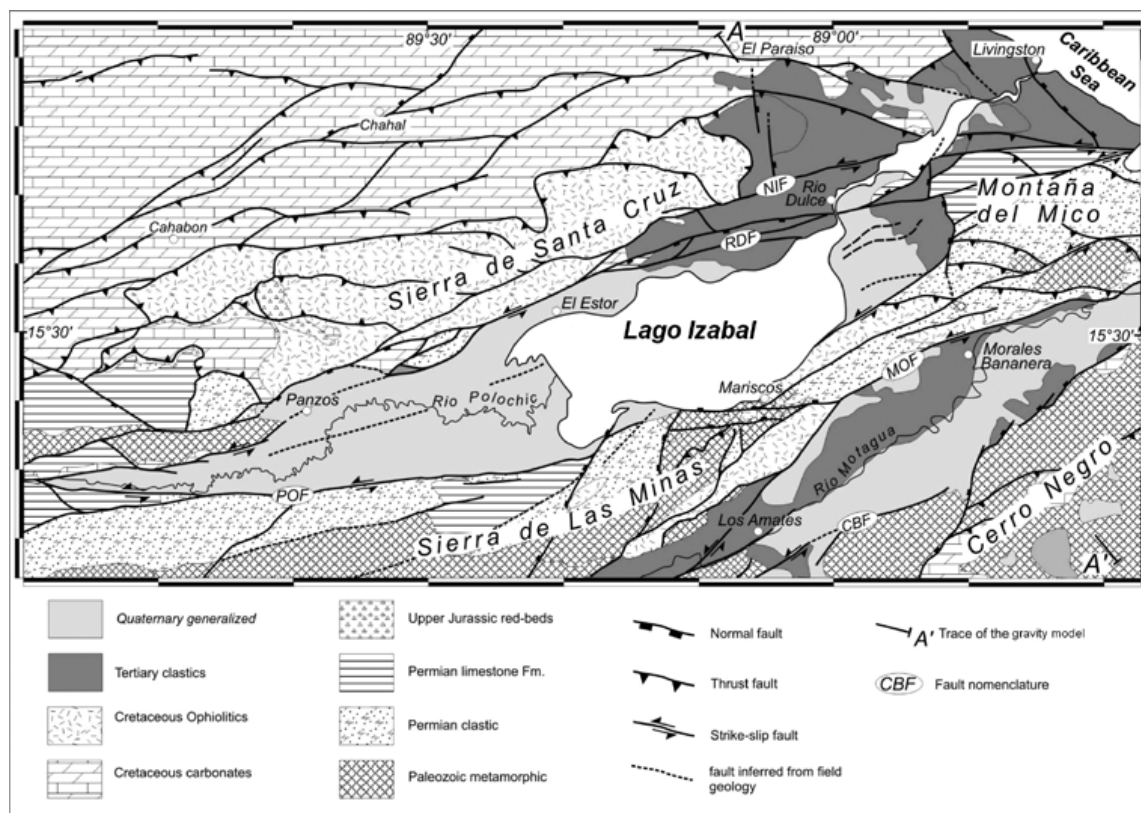 89°30'
A
El Paraiso
89°00'
Livingston
Caribbean
Sea
Chahal
Cahabon
Sierra de Santa Cruz
NIF
Rio
Dulce
RDF
Montaña
del Mico
15°30'
El Estor
Lago Izabal
15°30'
Morales
Bananera
MOF
Mariscos
Panzos
Rio Polochic
Rio Motagua
POF
Sierra de Las Minas
Los Amates
CBF
Cerro Negro
A'
Quaternary generalized
Tertiary clastics
Cretaceous Ophiolitics
Cretaceous carbonates
Upper Jurassic red-beds
Permian limestone Fm.
Permian clastic
Paleozoic metamorphic
Normal fault
Thrust fault
Strike-slip fault
fault inferred from field
geology
A' Trace of the gravity model
CBF Fault nomenclature